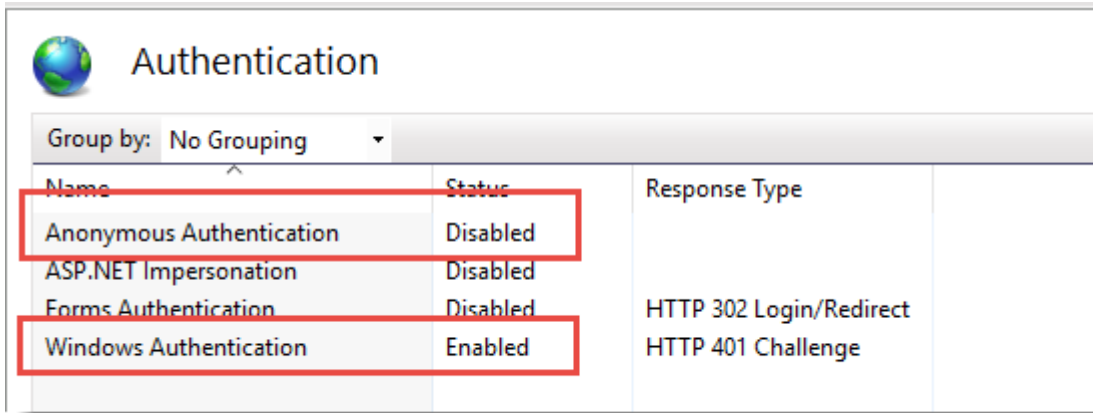 Authentication
Group by: No Grouping
Name Status Response Type
Anonymous Authentication Disabled
ASP.NET Impersonation Disabled
Forms Authentication Disabled HTTP 302 Login/Redirect
Windows Authentication Enabled HTTP 401 Challenge